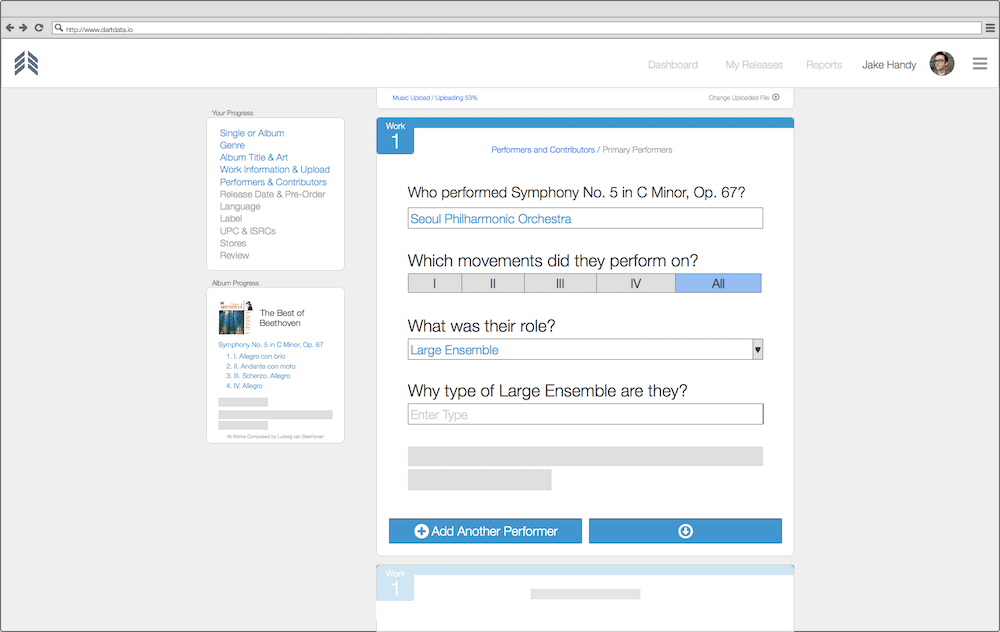 http://www.dartdata.io
Dashboard My Releases Reports Jake Handy
Music Upload / Uploading 53% Change Uploaded File
Your Progress
Single or Album
Genre
Album Title & Art
Work Information & Upload
Performers & Contributors
Release Date & Pre-Order
Language
Label
UPC & ISRCs
Stores
Review
Album Progress
BEETHOVEN
The Best of
Beethoven
Symphony No. 5 in C Minor, Op. 67
1. I. Allegro con brio
2. II. Andante con moto
3. III. Scherzo. Allegro
4. IV. Allegro
All Works Composed by Ludwig van Beethoven
Work
1
Performers and Contributors / Primary Performers
Who performed Symphony No. 5 in C Minor, Op. 67?
Seoul Philharmonic Orchestra
Which movements did they perform on?
I II III IV All
What was their role?
Large Ensemble
Why type of Large Ensemble are they?
Enter Type
Add Another Performer
Work
1